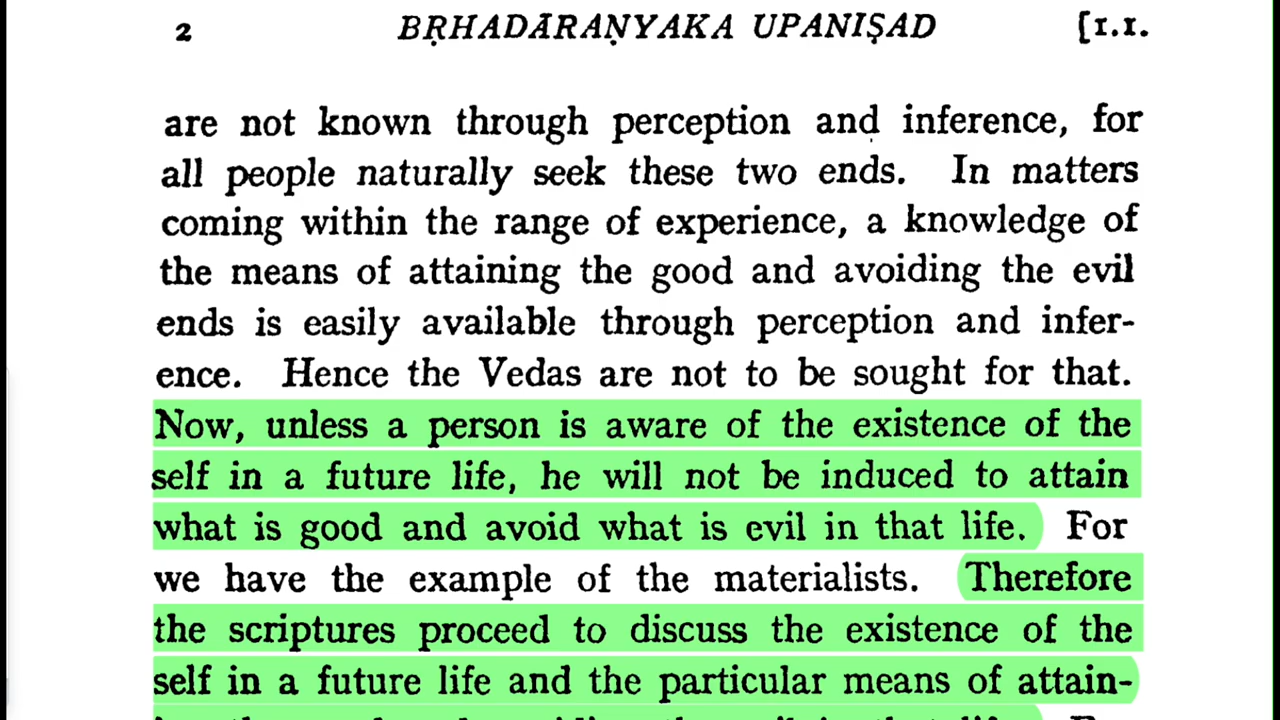 2 BṚHADĀRAṆYAKA UPANIṢAD [1.1.
are not known through perception and inference, for
all people naturally seek these two ends. In matters
coming within the range of experience, a knowledge of
the means of attaining the good and avoiding the evil
ends is easily available through perception and infer-
ence. Hence the Vedas are not to be sought for that.
Now, unless a person is aware of the existence of the
self in a future life, he will not be induced to attain
what is good and avoid what is evil in that life. For
we have the example of the materialists. Therefore
the scriptures proceed to discuss the existence of the
self in a future life and the particular means of attain-